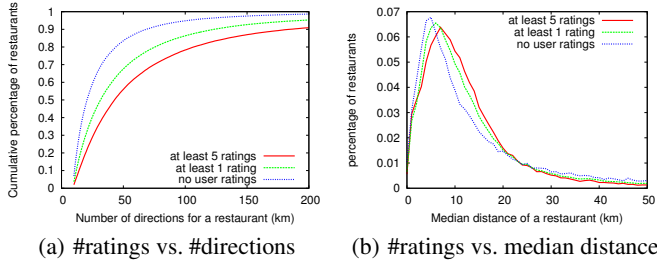 Cumulative percentage of restaurants
1
0.9
0.8
0.7
0.6
0.5
0.4
0.3
0.2
0.1
0
at least 5 ratings
at least 1 rating
no user ratings
0 50 100 150 200
Number of directions for a restaurant (km)
(a) #ratings vs. #directions
percentage of restaurants
0.07
0.06
0.05
0.04
0.03
0.02
0.01
at least 5 ratings
at least 1 rating
no user ratings
0 10 20 30 40 50
Median distance of a restaurant (km)
(b) #ratings vs. median distance